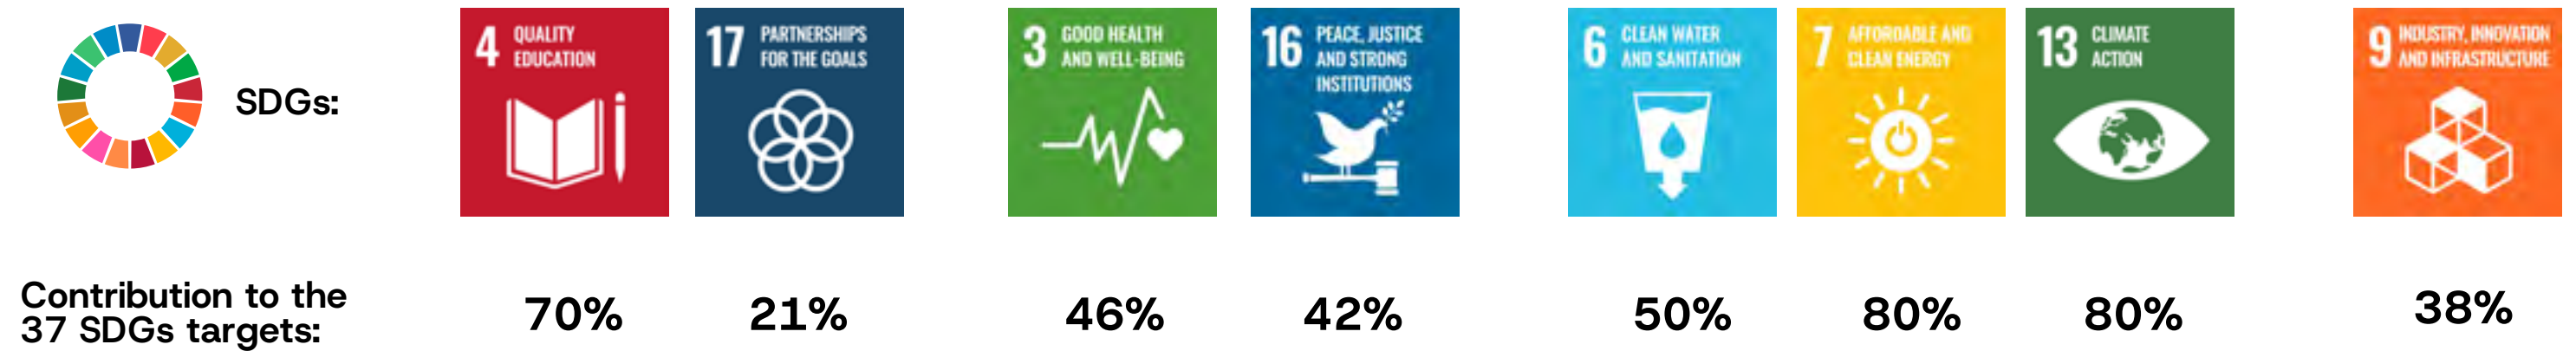 SDGs:
4 QUALITY
EDUCATION
17 PARTNERSHIPS
FOR THE GOALS
3 GOOD HEALTH
AND WELL-BEING
16 PEACE, JUSTICE
AND STRONG
INSTITUTIONS
6 CLEAN WATER
AND SANITATION
7 AFFORDABLE AND
CLEAN ENERGY
13 CLIMATE
ACTION
9 INDUSTRY, INNOVATION
AND INFRASTRUCTURE
Contribution to the
37 SDGs targets:
70% 21% 46% 42% 50% 80% 80% 38%